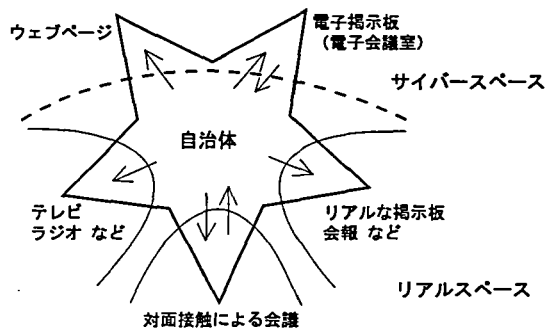 ウェブページ
電子掲示板
(電子会議室)
サイバースペース
自治体
テレビ
ラジオ など
リアルな掲示板
会報 など
リアルスペース
対面接触による会議